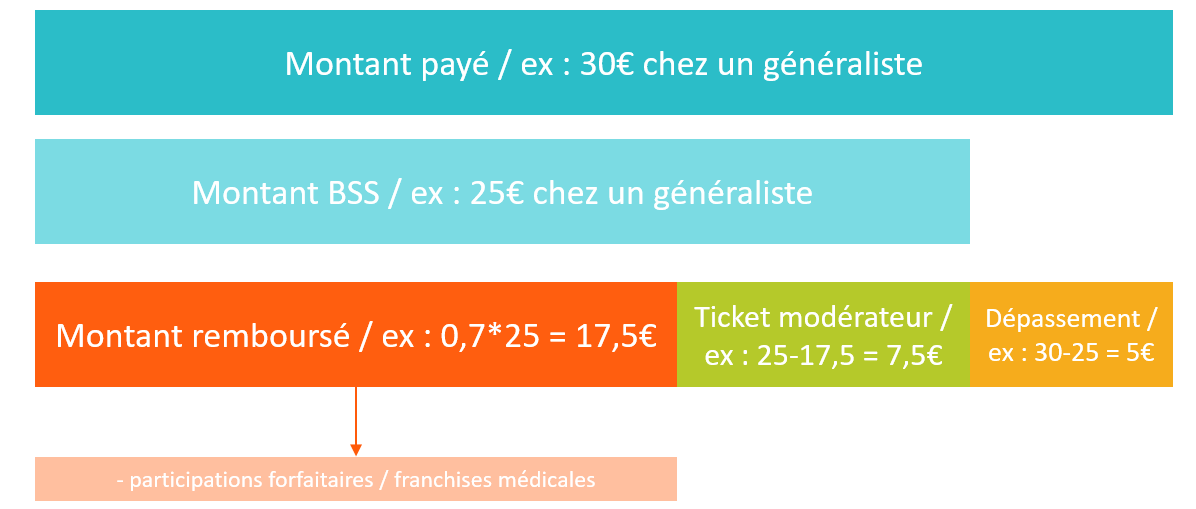 Montant payé / ex : 30€ chez un généraliste
Montant BSS / ex : 25€ chez un généraliste
Montant remboursé / ex : 0,7*25 = 17,5€
Ticket modérateur /
ex : 25-17,5 = 7,5€
Dépassement /
ex : 30-25 = 5€
- participations forfaitaires / franchises médicales